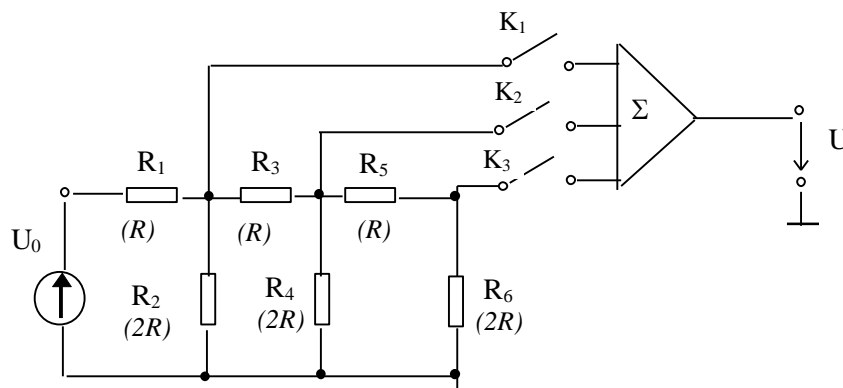 K1
K2
Σ
U
R1
R3
R5
K3
(R)
(R)
(R)
U0
R2
(2R)
R4
(2R)
R6
(2R)